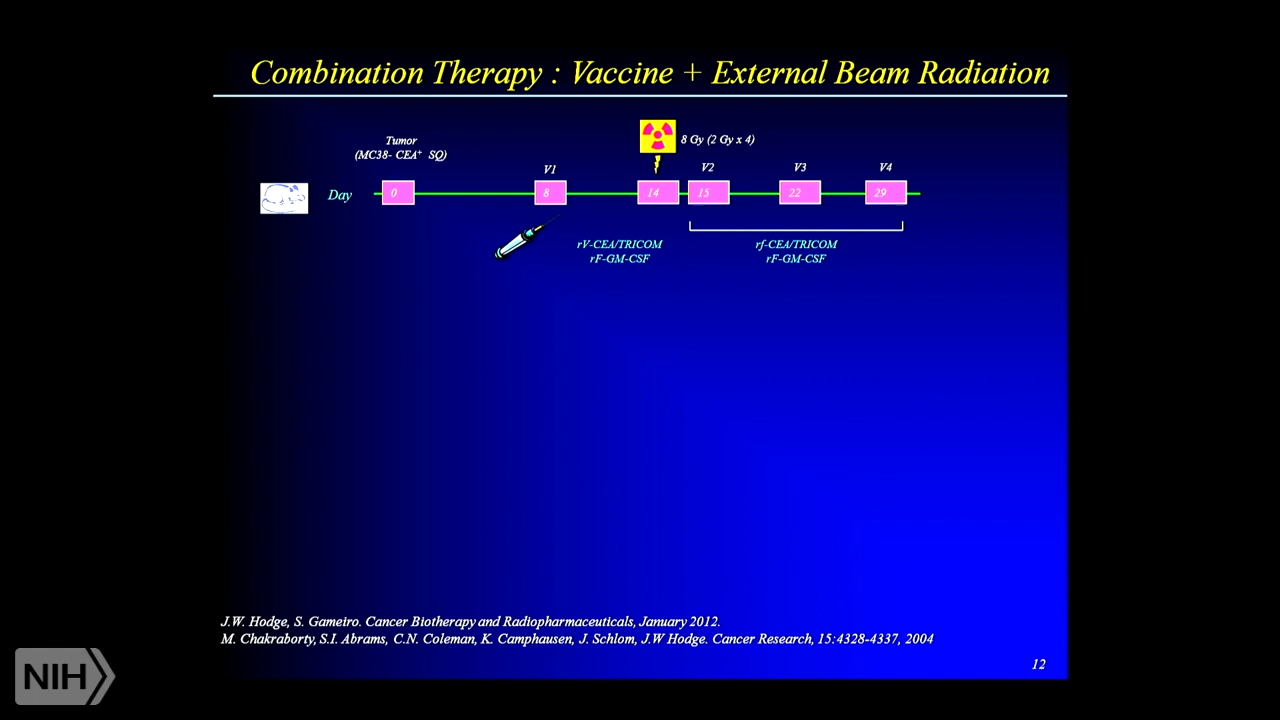 Combination Therapy : Vaccine + External Beam Radiation
Tumor
(MC38- CEA⁺ SQ)
8 Gy (2 Gy x 4)
V1
V2
V3
V4
Day
0
8
14
15
22
29
rV-CEA/TRICOM
rF-GM-CSF
rf-CEA/TRICOM
rF-GM-CSF
J.W. Hodge, S. Gameiro. Cancer Biotherapy and Radiopharmaceuticals, January 2012.
M. Chakraborty, S.I. Abrams, C.N. Coleman, K. Camphausen, J. Schlom, J.W Hodge. Cancer Research, 15:4328-4337, 2004
12
NIH